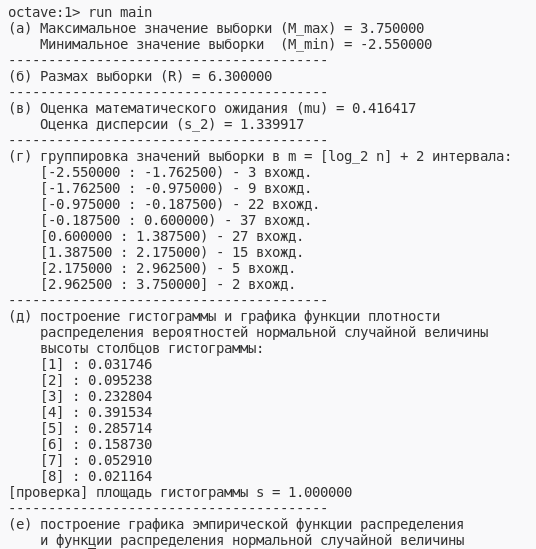 octave:1> run main
(а) Максимальное значение выборки (M_max) = 3.750000
    Минимальное значение выборки  (M_min) = -2.550000
----------------------------------------
(б) Размах выборки (R) = 6.300000
----------------------------------------
(в) Оценка математического ожидания (mu) = 0.416417
    Оценка дисперсии (s_2) = 1.339917
----------------------------------------
(г) группировка значений выборки в m = [log_2 n] + 2 интервала:
    [-2.550000 : -1.762500) - 3 вхожд.
    [-1.762500 : -0.975000) - 9 вхожд.
    [-0.975000 : -0.187500) - 22 вхожд.
    [-0.187500 : 0.600000) - 37 вхожд.
    [0.600000 : 1.387500) - 27 вхожд.
    [1.387500 : 2.175000) - 15 вхожд.
    [2.175000 : 2.962500) - 5 вхожд.
    [2.962500 : 3.750000] - 2 вхожд.
----------------------------------------
(д) построение гистограммы и графика функции плотности
    распределения вероятностей нормальной случайной величины
    высоты столбцов гистограммы:
    [1] : 0.031746
    [2] : 0.095238
    [3] : 0.232804
    [4] : 0.391534
    [5] : 0.285714
    [6] : 0.158730
    [7] : 0.052910
    [8] : 0.021164
[проверка] площадь гистограммы s = 1.000000
----------------------------------------
(е) построение графика эмпирической функции распределения
    и функции распределения нормальной случайной величины